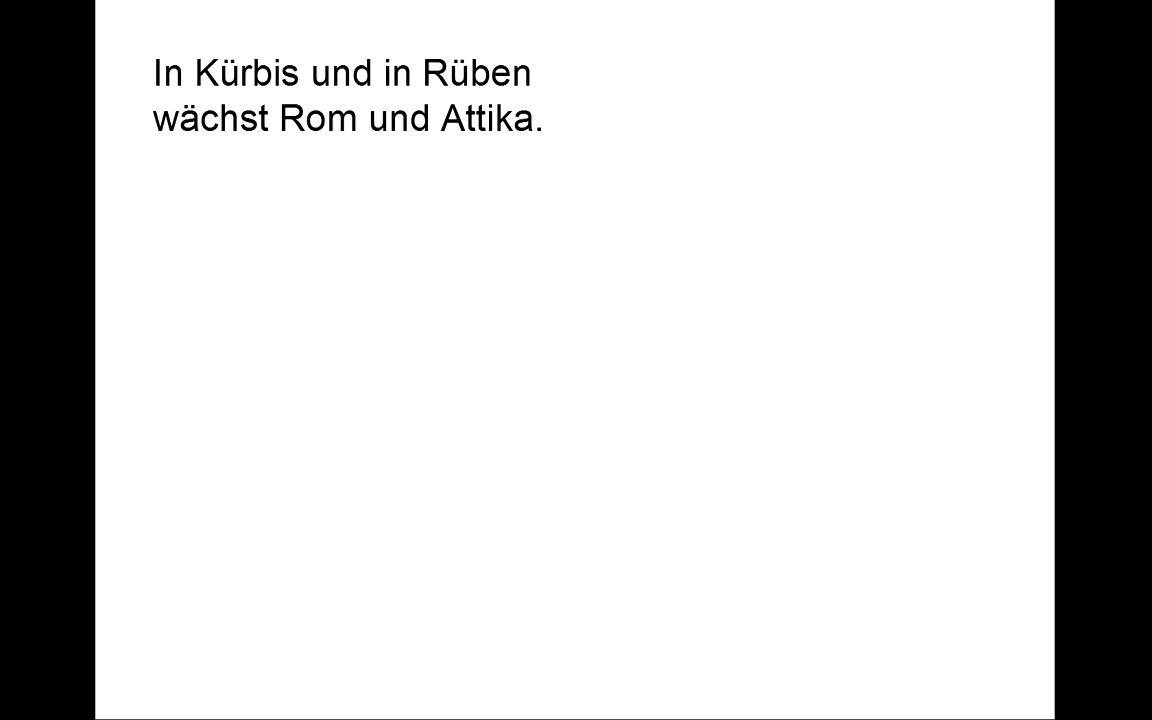 In Kürbis und in Rüben
wächst Rom und Attika.